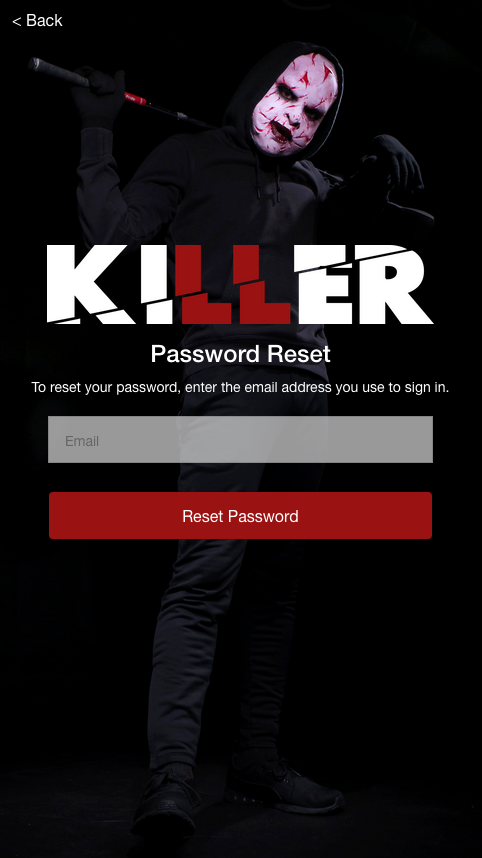 < Back
KILLER
Password Reset
To reset your password, enter the email address you use to sign in.
Email
Reset Password